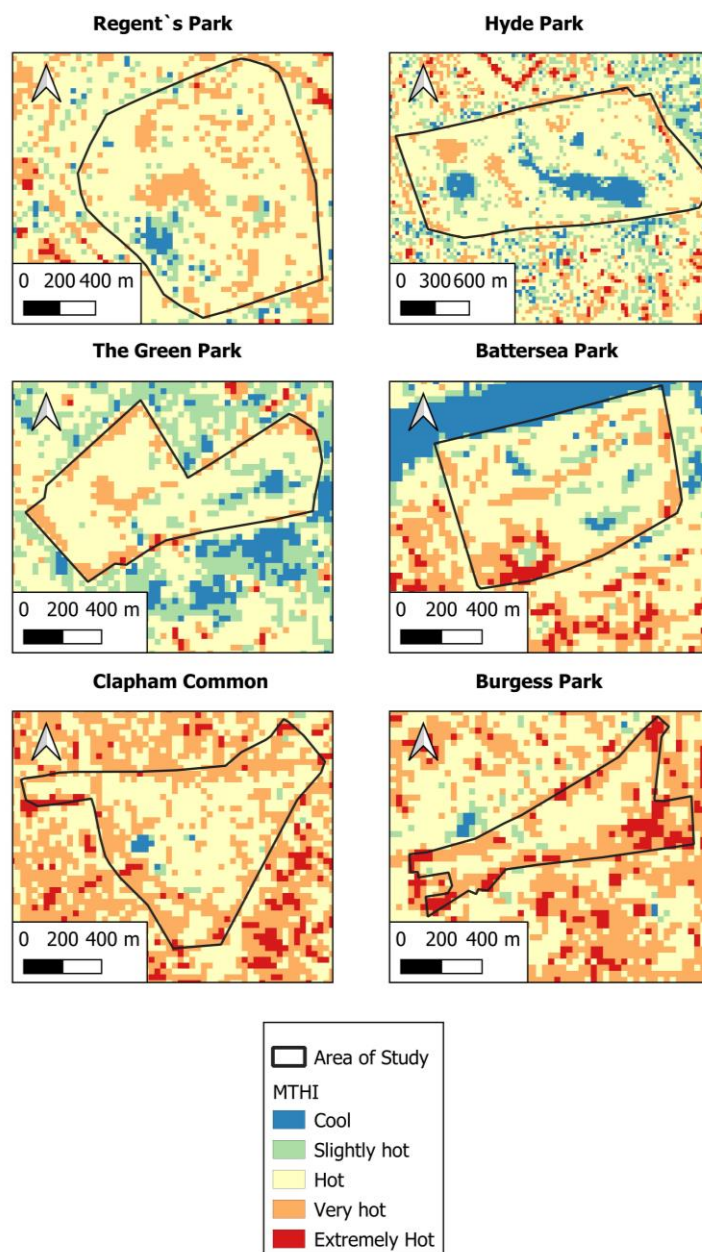 Regent`s Park
Hyde Park
0 200 400 m
0 300 600 m
The Green Park
Battersea Park
0 200 400 m
0 200 400 m
Clapham Common
Burgess Park
0 200 400 m
0 200 400 m
Area of Study
MTHI
Cool
Slightly hot
Hot
Very hot
Extremely Hot